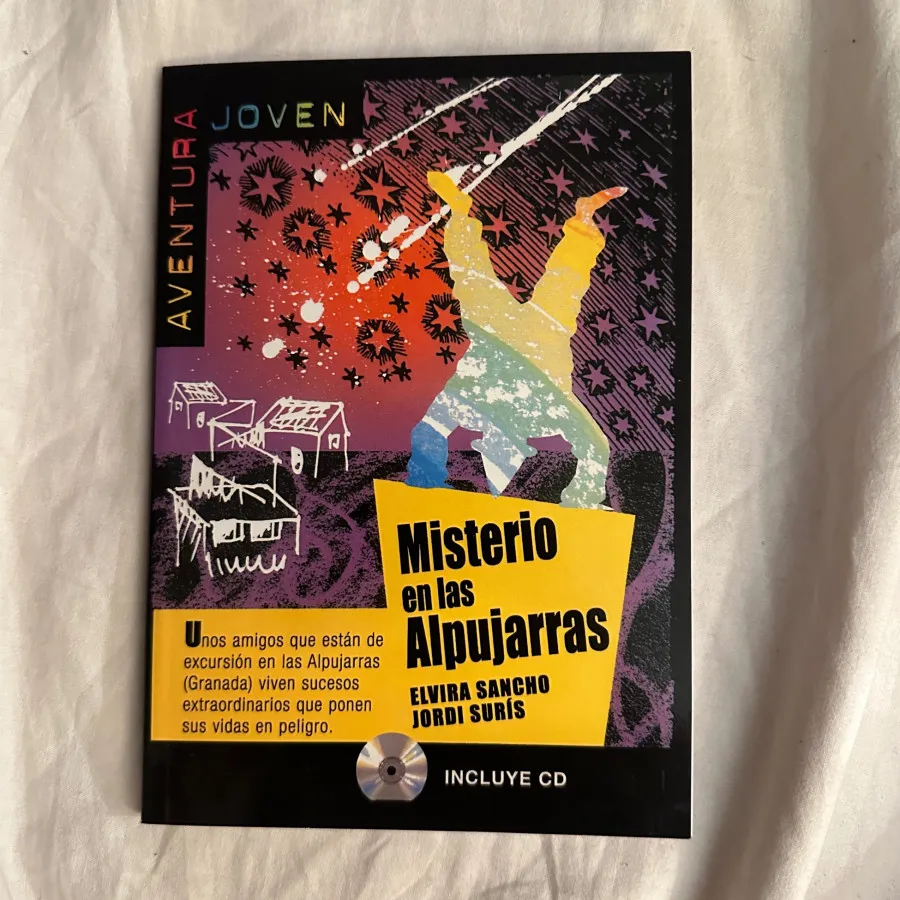 AVENTURA
JOVEN
Misterio
en las
Alpujarras
ELVIRA SANCHO
JORDI SURÍS
Unos amigos que están de
excursión en las Alpujarras
(Granada) viven sucesos
extraordinarios que ponen
sus vidas en peligro.
INCLUYE CD